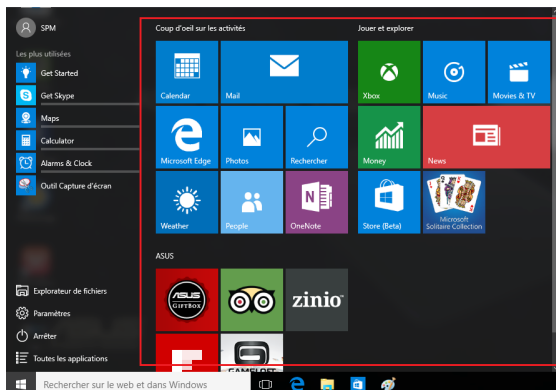 SPM
Les plus utilisées
Get Started
Get Skype
Maps
Calculator
Alarms & Clock
Outil Capture d'écran
Explorateur de fichiers
Paramètres
Arrêter
Toutes les applications
Coup d'oeil sur les activités
Calendar
Mail
Microsoft Edge
Photos
Rechercher
Weather
People
OneNote
Jouer et explorer
Xbox
Music
Movies & TV
Money
News
Store (Beta)
Microsoft
Solitaire Collection
ASUS
ASUS
GIFTBOX
zinio
GAMELOFT
Rechercher sur le web et dans Windows